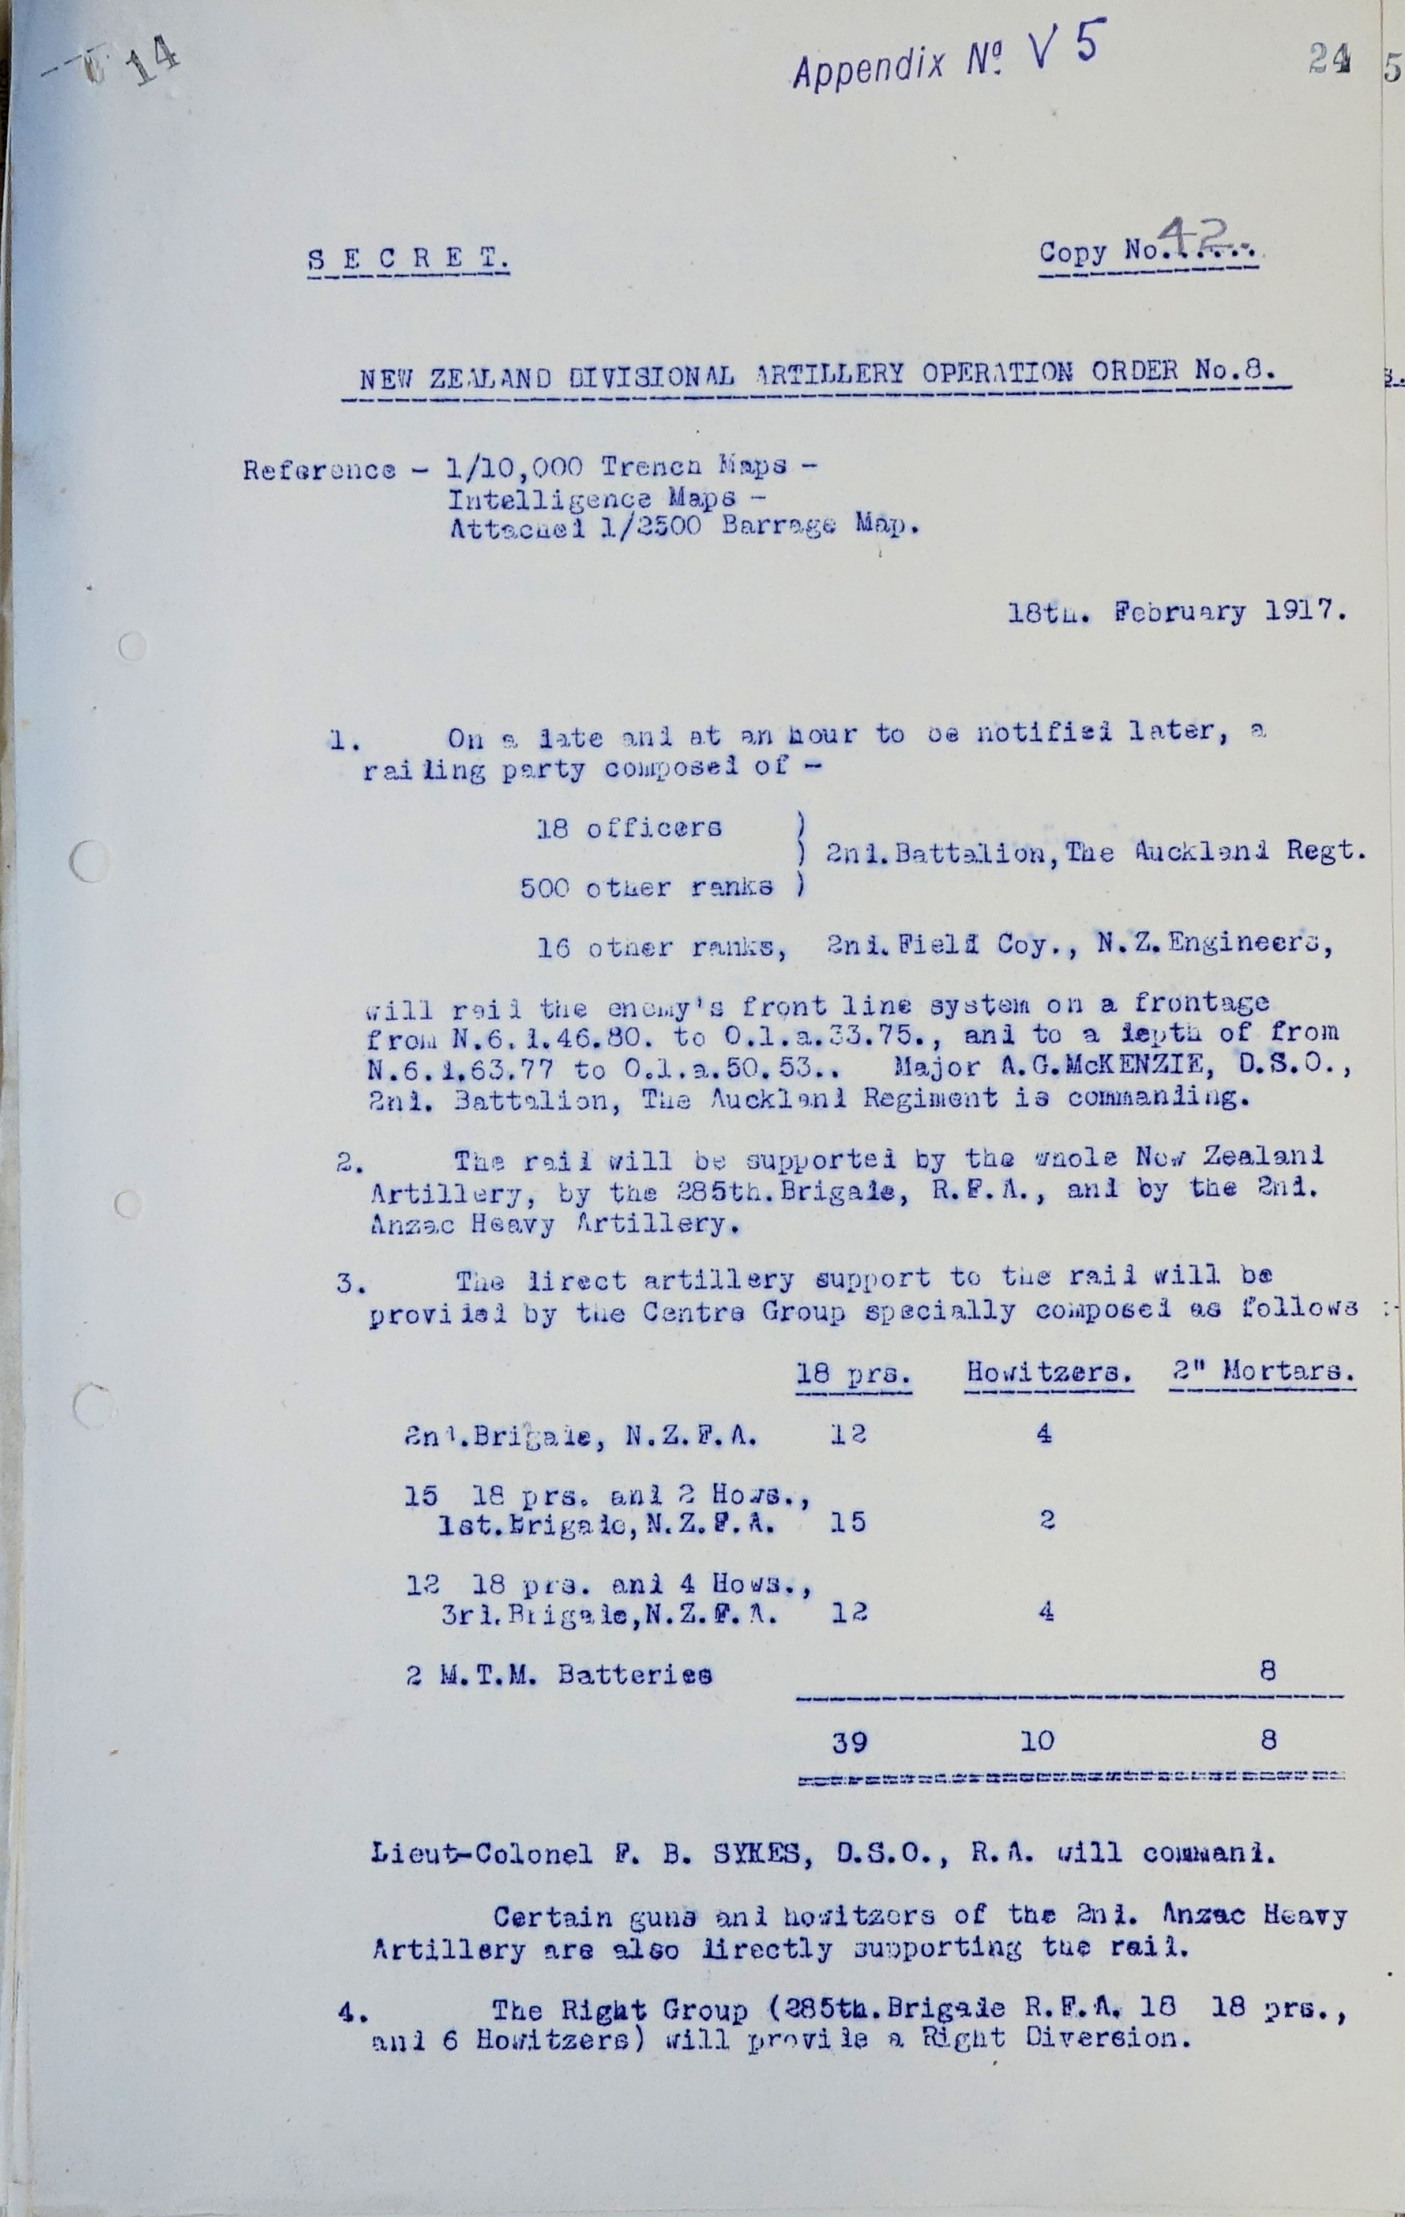 14
Appendix Nº V 5
24
5
S E C R E T.
Copy No. 42
NEW ZEALAND DIVISIONAL ARTILLERY OPERATION ORDER No.8.
s.
Reference - 1/10,000 Trench Maps -
Intelligence Maps -
Attached 1/2500 Barrage Map.
18th. February 1917.
1. On a date and at an hour to be notified later, a
raiding party composed of -
18 officers )
) 2nd.Battalion,The Auckland Regt.
500 other ranks )
16 other ranks, 2nd.Field Coy., N.Z.Engineers,
will raid the enemy's front line system on a frontage
from N.6.d.46.80. to O.1.a.33.75., and to a depth of from
N.6.d.63.77 to O.1.a.50.53.. Major A.G.McKENZIE, D.S.O.,
2nd. Battalion, The Auckland Regiment is commanding.
2. The raid will be supported by the whole New Zealand
Artillery, by the 285th.Brigade, R.F.A., and by the 2nd.
Anzac Heavy Artillery.
3. The direct artillery support to the raid will be
provided by the Centre Group specially composed as follows :-
18 prs. Howitzers. 2" Mortars.
2nd.Brigade, N.Z.F.A. 12 4
15 18 prs. and 2 Hows.,
1st.Brigade,N.Z.F.A. 15 2
12 18 prs. and 4 Hows.,
3rd.Brigade,N.Z.F.A. 12 4
2 M.T.M. Batteries 8
39 10 8
Lieut-Colonel F. B. SYKES, D.S.O., R.A. will command.
Certain guns and howitzers of the 2nd. Anzac Heavy
Artillery are also directly supporting the raid.
4. The Right Group (285th.Brigade R.F.A. 18 18 prs.,
and 6 Howitzers) will provide a Right Diversion.